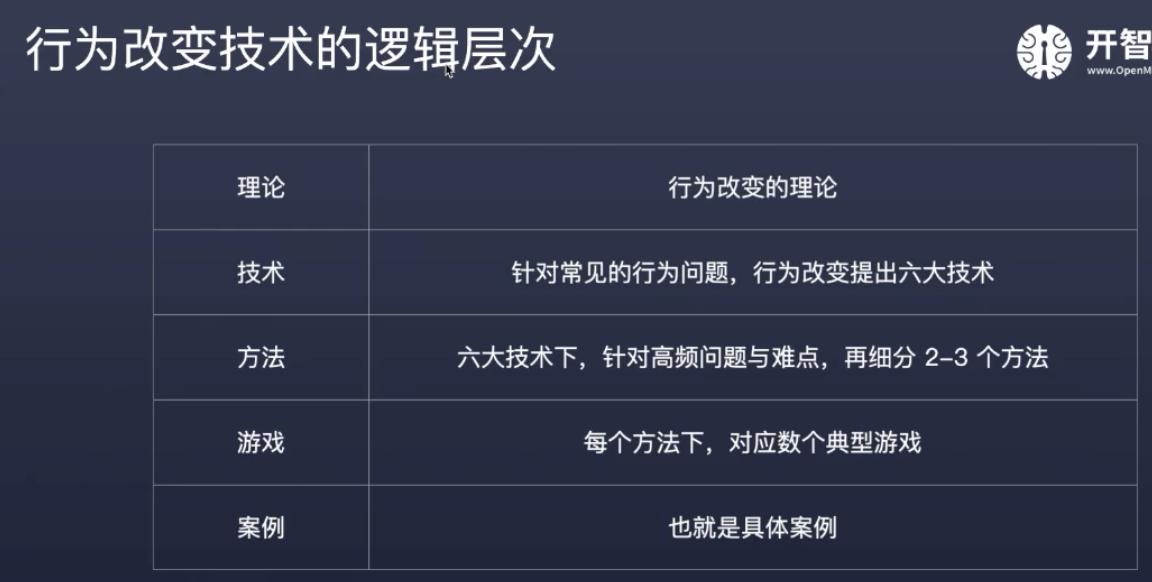 行为改变技术的逻辑层次
开智
www.OpenM
理论
行为改变的理论
技术
针对常见的行为问题，行为改变提出六大技术
方法
六大技术下，针对高频问题与难点，再细分 2-3 个方法
游戏
每个方法下，对应数个典型游戏
案例
也就是具体案例